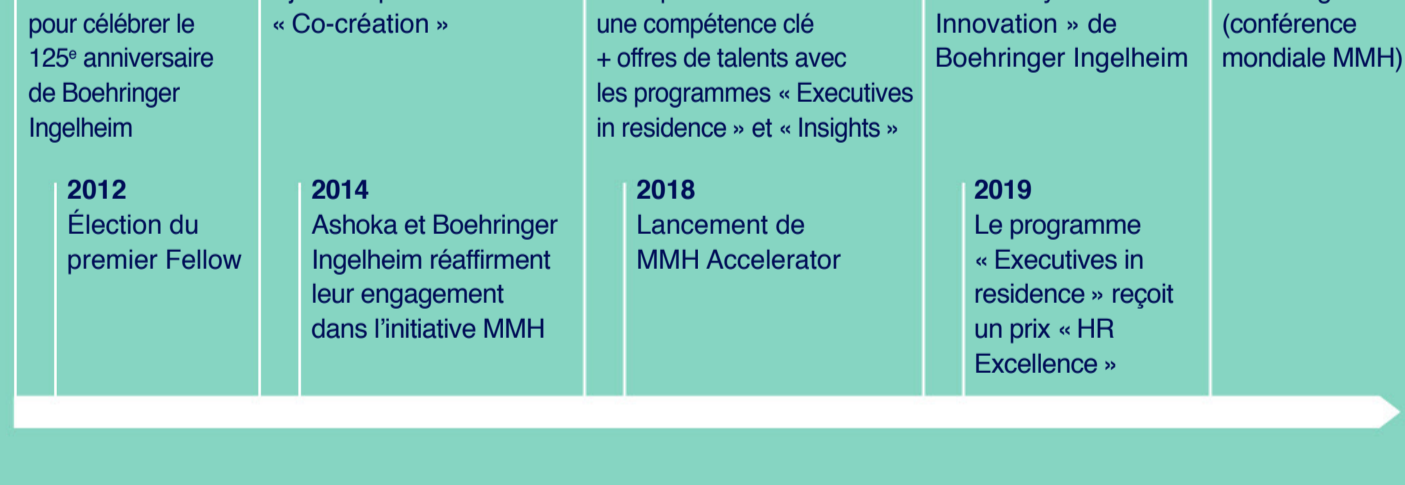 pour célébrer le
125ᵉ anniversaire
de Boehringer
Ingelheim
2012
Élection du
premier Fellow
« Co-création »
2014
Ashoka et Boehringer
Ingelheim réaffirment
leur engagement
dans l’initiative MMH
une compétence clé
+ offres de talents avec
les programmes « Executives
in residence » et « Insights »
2018
Lancement de
MMH Accelerator
Innovation » de
Boehringer Ingelheim
2019
Le programme
« Executives in
residence » reçoit
un prix « HR
Excellence »
(conférence
mondiale MMH)